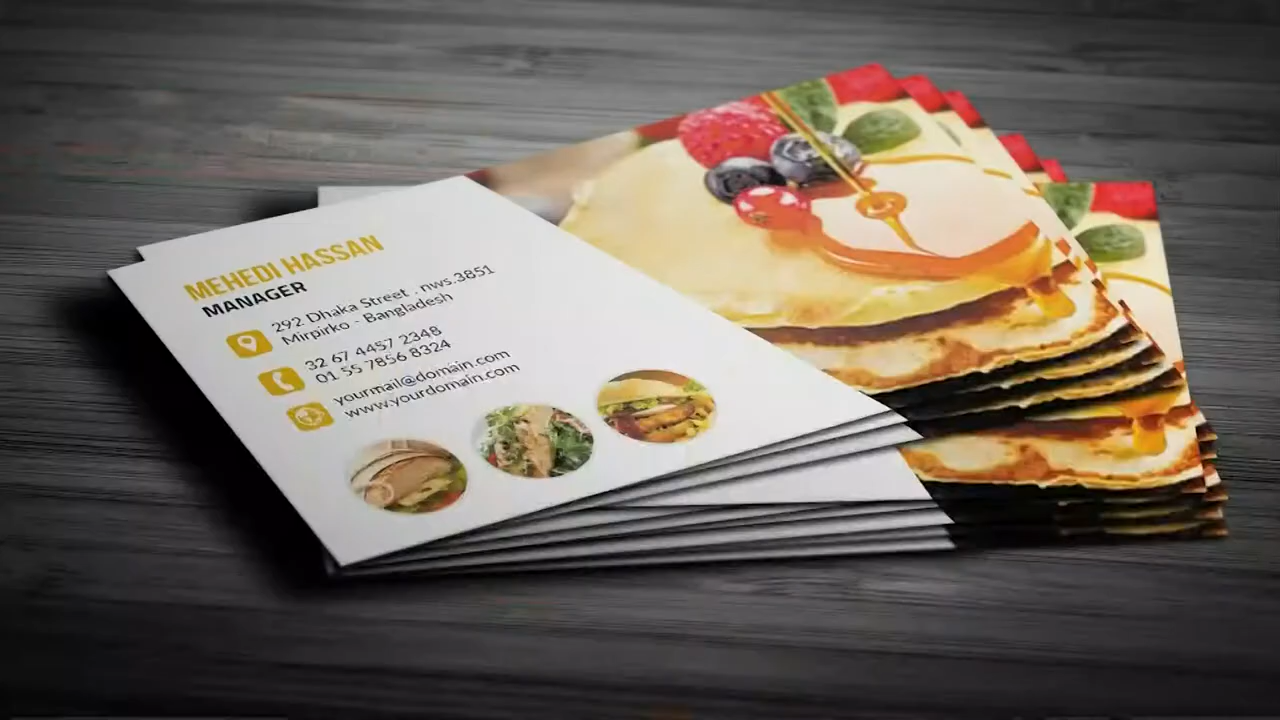 MEHEDI HASSAN
MANAGER
292 Dhaka Street . nws.3851
Mirpirko - Bangladesh
32 67 4457 2348
01 55 7856 8324
yourmail@domain.com
www.yourdomain.com